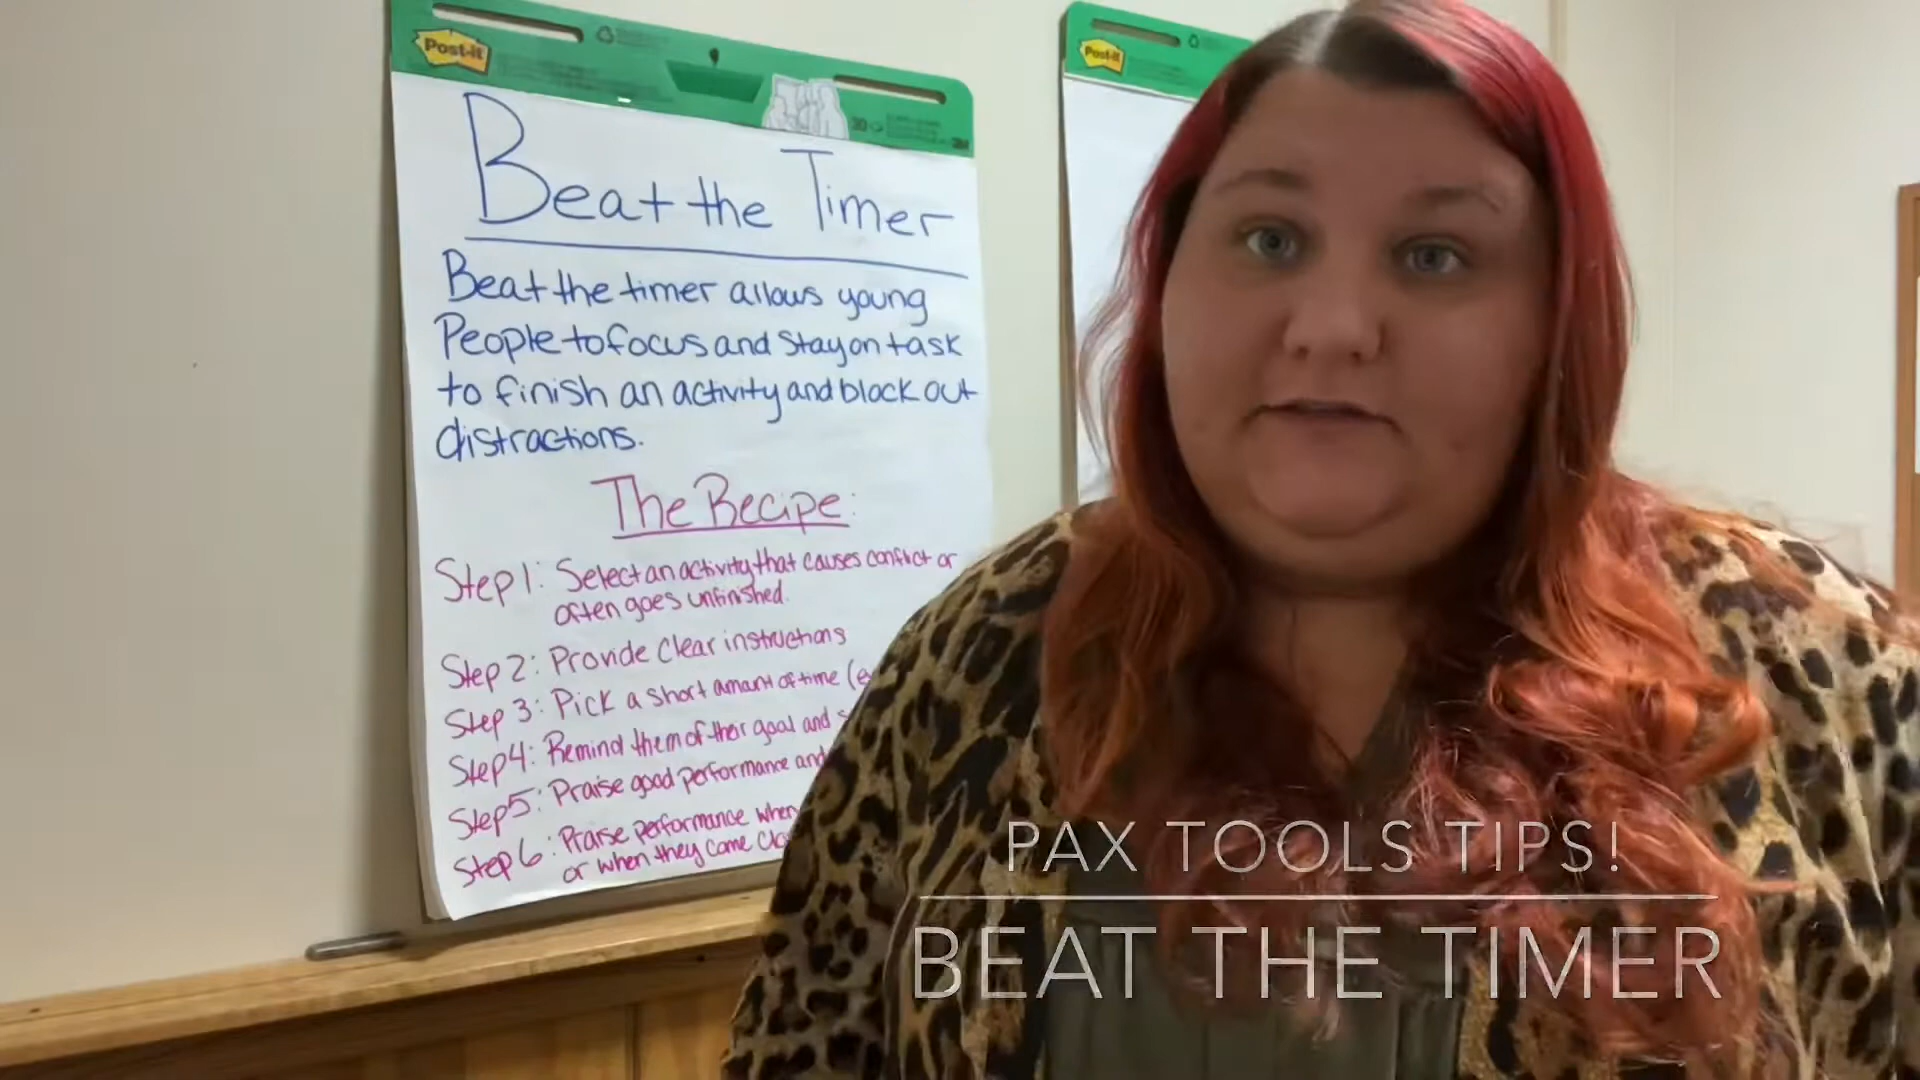 Post-it
Post-it
30
3M
Beat the Timer
Beat the timer allows young
People to focus and stay on task
to finish an activity and block out
distractions.
The Recipe:
Step 1: Select an activity that causes conflict or
often goes unfinished.
Step 2: Provide clear instructions
Step 3: Pick a short amant of time (e
Step 4: Remind them of their goal and s
Step 5: Praise good performance and
Step 6: Praise performance when
or when they come clo
PAX TOOLS TIPS!
BEAT THE TIMER